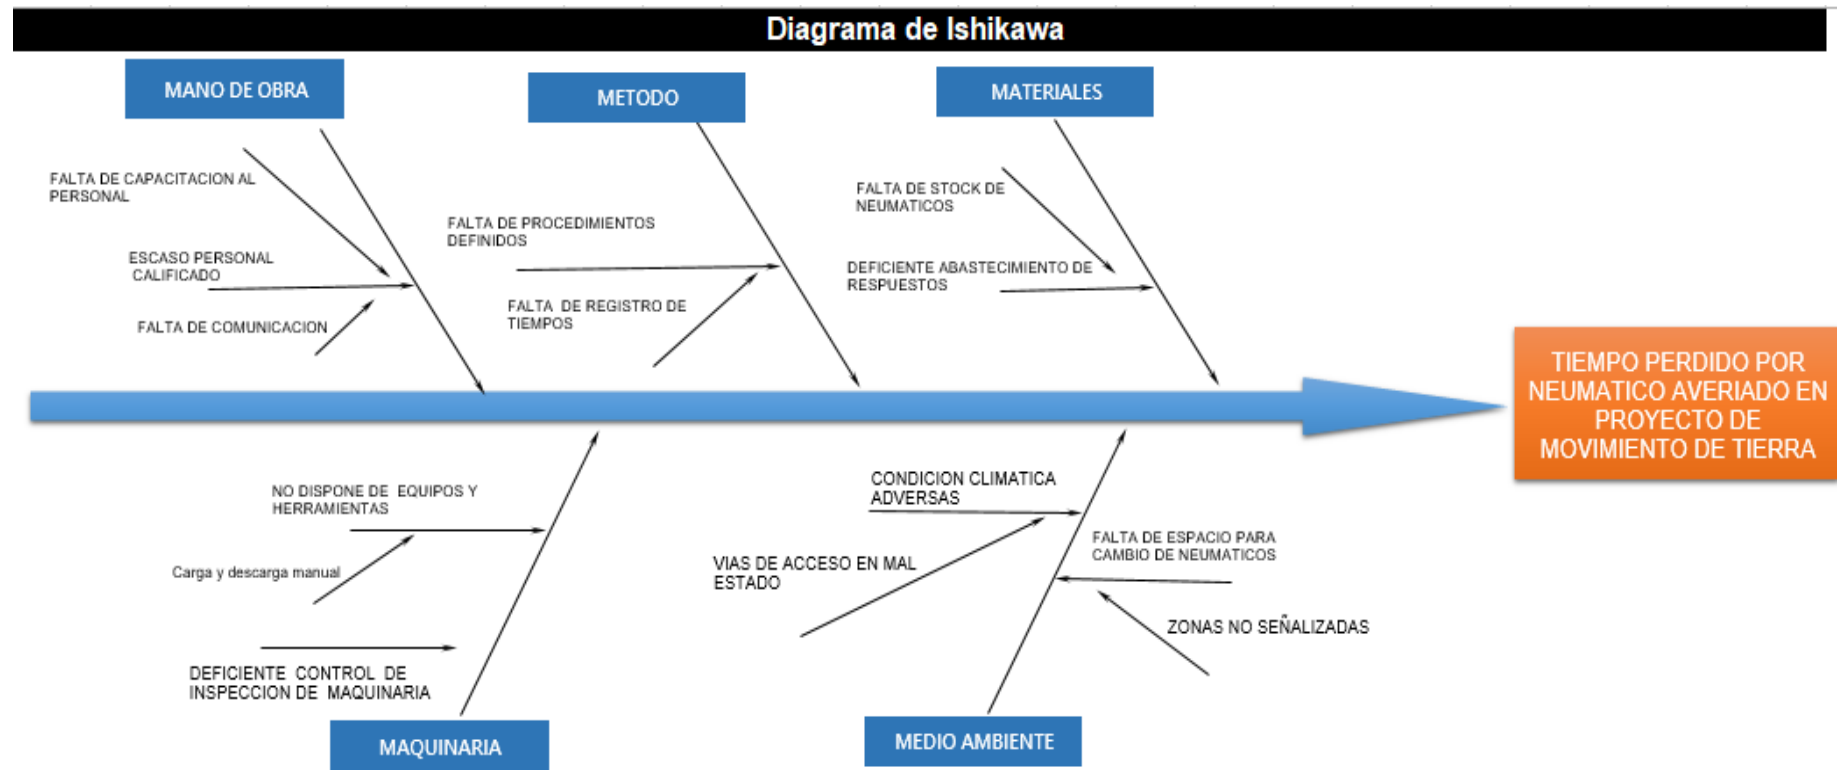 Diagrama de Ishikawa
MANO DE OBRA
METODO
MATERIALES
FALTA DE CAPACITACION AL
PERSONAL
ESCASO PERSONAL
CALIFICADO
FALTA DE COMUNICACION
FALTA DE PROCEDIMIENTOS
DEFINIDOS
FALTA DE REGISTRO DE
TIEMPOS
FALTA DE STOCK DE
NEUMATICOS
DEFICIENTE ABASTECIMIENTO DE
RESPUESTOS
TIEMPO PERDIDO POR
NEUMATICO AVERIADO EN
PROYECTO DE
MOVIMIENTO DE TIERRA
NO DISPONE DE EQUIPOS Y
HERRAMIENTAS
Carga y descarga manual
DEFICIENTE CONTROL DE
INSPECCION DE MAQUINARIA
CONDICION CLIMATICA
ADVERSAS
VIAS DE ACCESO EN MAL
ESTADO
FALTA DE ESPACIO PARA
CAMBIO DE NEUMATICOS
ZONAS NO SEÑALIZADAS
MAQUINARIA
MEDIO AMBIENTE